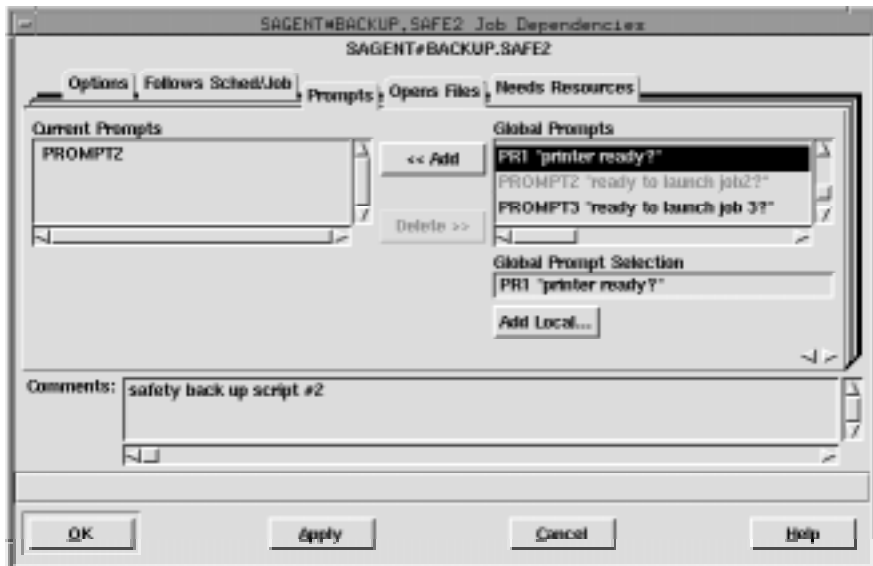 SAGENT#BACKUP.SAFE2 Job Dependencies
SAGENT#BACKUP.SAFE2
Options Follows Sched/Job Prompts Opens Files Needs Resources
Current Prompts
PROMPT2
<< Add
Delete >>
Global Prompts
PR1 "printer ready?"
PROMPT2 "ready to launch job2?"
PROMPT3 "ready to launch job 3?"
Global Prompt Selection
PR1 "printer ready?"
Add Local...
Comments:
safety back up script #2
OK Apply Cancel Help